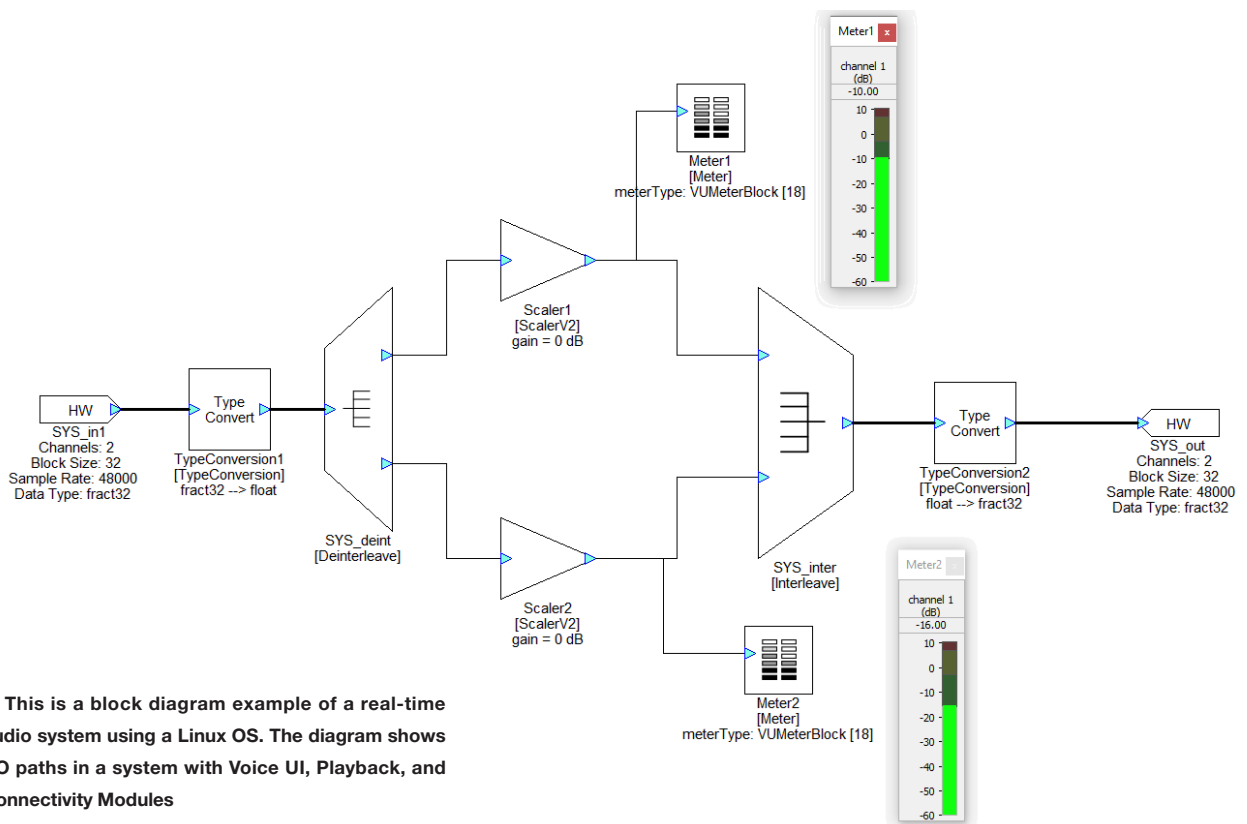 Meter1 x
channel 1
(dB)
-10.00
10
0
-10
-20
-30
-40
-50
-60
Meter1
[Meter]
meterType: VUMeterBlock [18]
Scaler1
[ScalerV2]
gain = 0 dB
HW
SYS_in1
Channels: 2
Block Size: 32
Sample Rate: 48000
Data Type: fract32
Type
Convert
TypeConversion1
[TypeConversion]
fract32 --> float
SYS_deint
[Deinterleave]
SYS_inter
[Interleave]
Type
Convert
TypeConversion2
[TypeConversion]
float --> fract32
HW
SYS_out
Channels: 2
Block Size: 32
Sample Rate: 48000
Data Type: fract32
Scaler2
[ScalerV2]
gain = 0 dB
Meter2
[Meter]
meterType: VUMeterBlock [18]
Meter2
channel 1
(dB)
-16.00
10
0
-10
-20
-30
-40
-50
-60
This is a block diagram example of a real-time
udio system using a Linux OS. The diagram shows
O paths in a system with Voice UI, Playback, and
onnectivity Modules